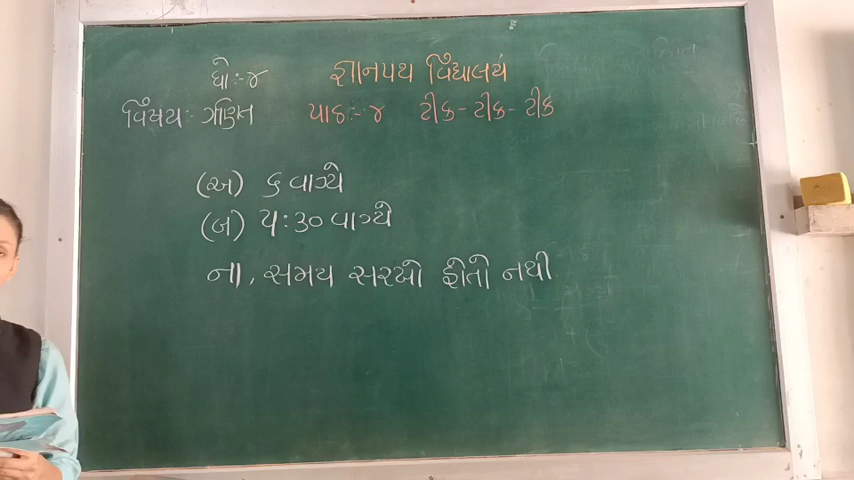 ધો:-૪ જ્ઞાનપથ વિદ્યાલય
વિષય:- ગણિત પાઠ:-૪ ટીક-ટીક-ટીક
(અ) ૬ વાગ્યે
(બ) ૫:૩૦ વાગ્યે
ના, સમય સરખો હોતો નથી